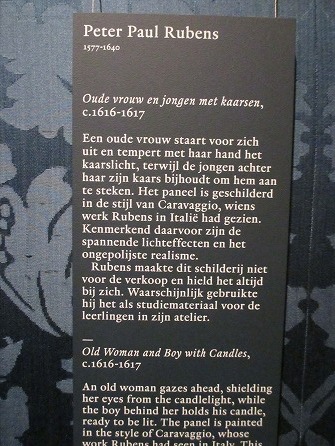 Peter Paul Rubens
1577-1640
Oude vrouw en jongen met kaarsen,
c.1616-1617
Een oude vrouw staart voor zich
uit en tempert met haar hand het
kaarslicht, terwijl de jongen achter
haar zijn kaars bijhoudt om hem aan
te steken. Het paneel is geschilderd
in de stijl van Caravaggio, wiens
werk Rubens in Italië had gezien.
Kenmerkend daarvoor zijn de
spannende lichteffecten en het
ongepolijste realisme.
Rubens maakte dit schilderij niet
voor de verkoop en hield het altijd
bij zich. Waarschijnlijk gebruikte
hij het als studiemateriaal voor de
leerlingen in zijn atelier.
—
Old Woman and Boy with Candles,
c.1616-1617
An old woman gazes ahead, shielding
her eyes from the candlelight, while
the boy behind her holds his candle,
ready to be lit. The panel is painted
in the style of Caravaggio, whose
work Rubens had seen in Italy. The